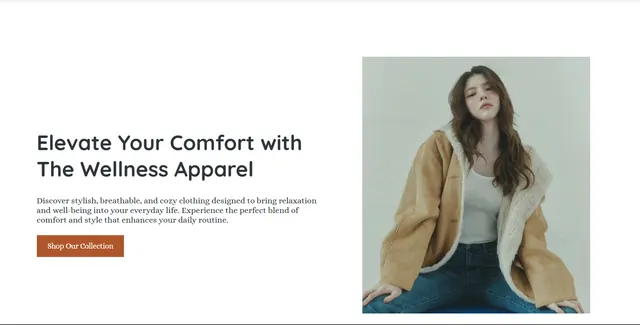 Elevate Your Comfort with
The Wellness Apparel
Discover stylish, breathable, and cozy clothing designed to bring relaxation
and well-being into your everyday life. Experience the perfect blend of
comfort and style that enhances your daily routine.
Shop Our Collection